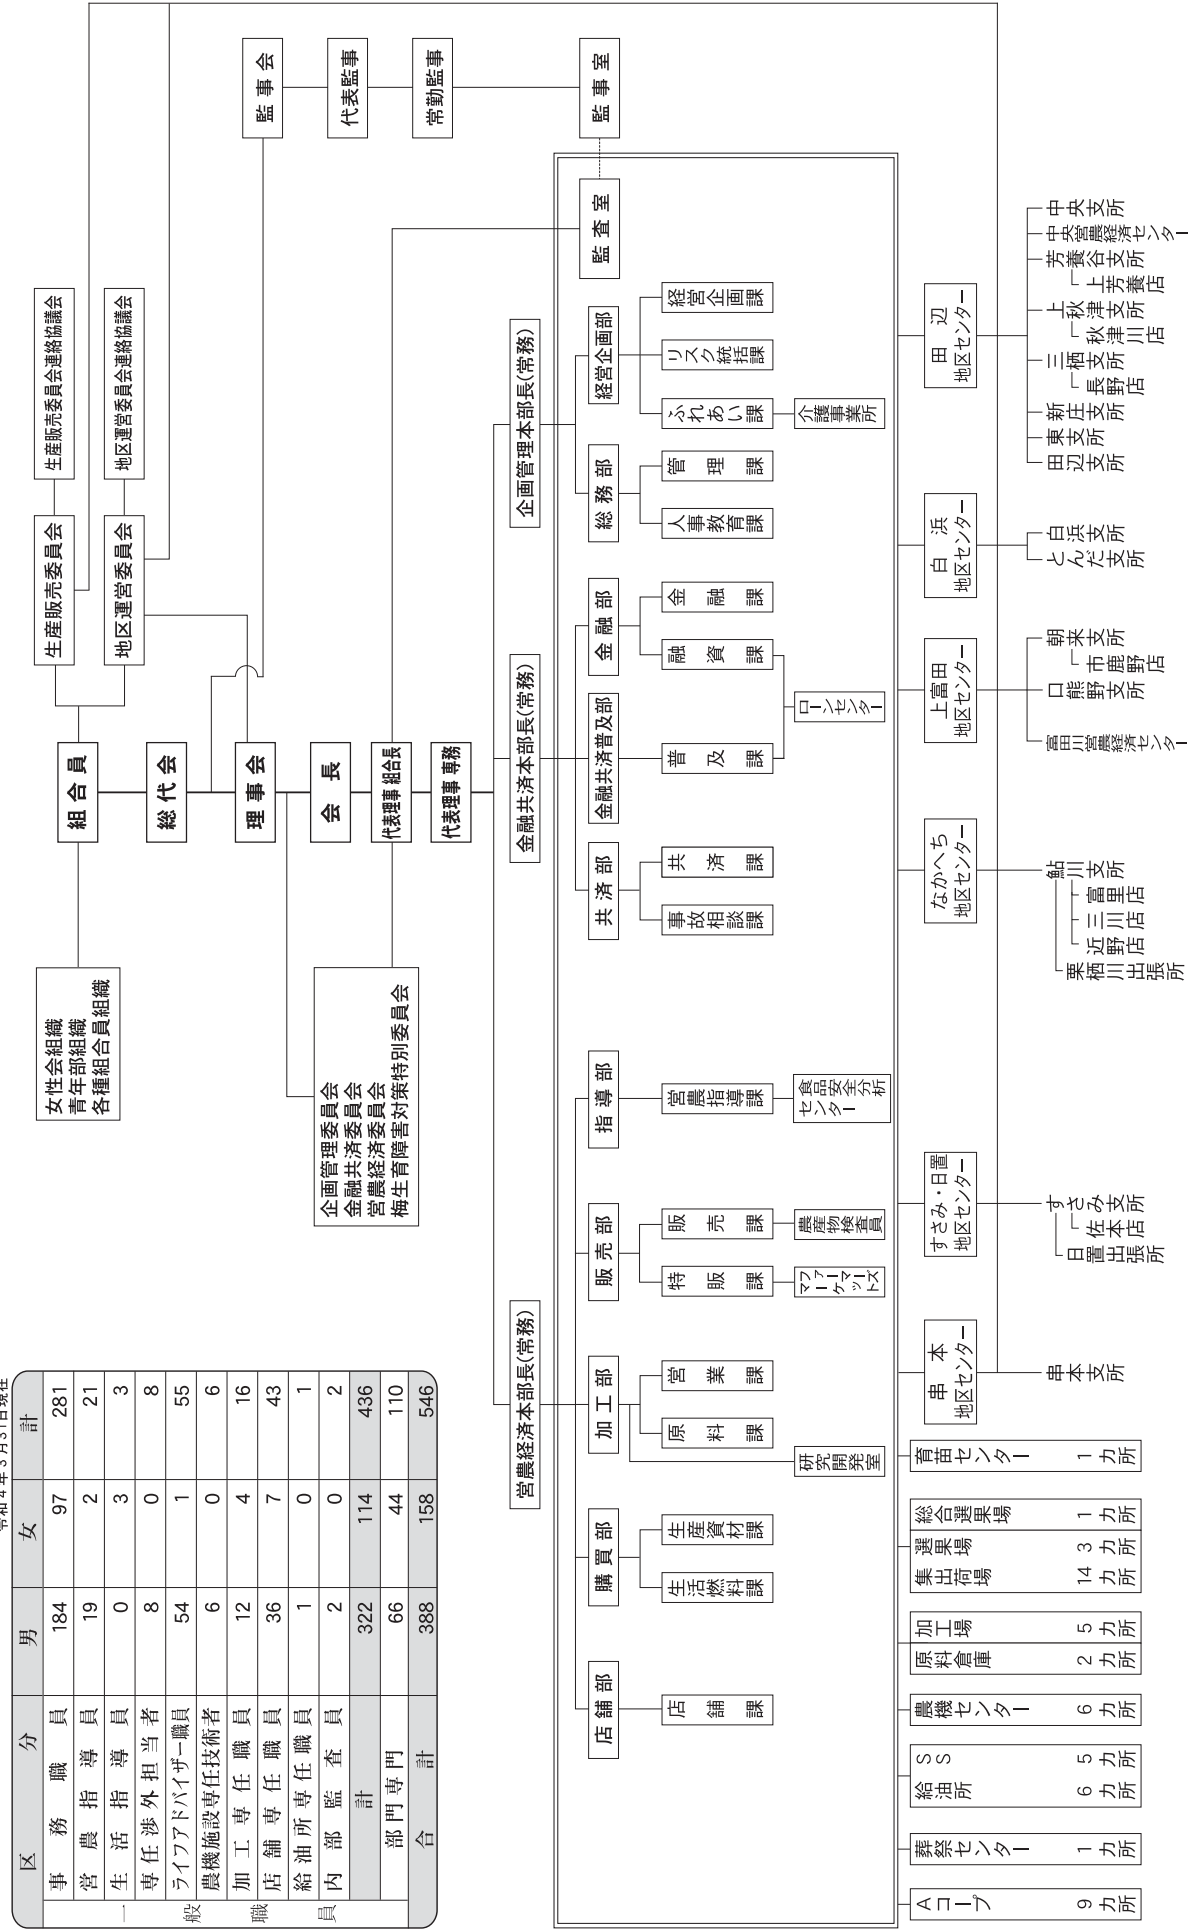 令和4年3月31日現在
区分 男 女 計
一般職員
事務職員 184 97 281
営農指導員 19 2 21
生活指導員 0 3 3
専任渉外担当者 8 0 8
ライフアドバイザー職員 54 1 55
農機施設専任技術者 6 0 6
加工専任職員 12 4 16
店舗専任職員 36 7 43
給油所専任職員 1 0 1
内部監査員 2 0 2
計 322 114 436
部門専門 66 44 110
合計 388 158 546
女性会組織
青年部組織
各種組合員組織
組合員
生産販売委員会
生産販売委員会連絡協議会
地区運営委員会
地区運営委員会連絡協議会
総代会
理事会
監事会
代表監事
常勤監事
監事室
会長
代表理事 組合長
代表理事 専務
企画管理委員会
金融共済委員会
営農経済委員会
梅生育障害対策特別委員会
営農経済本部長(常務)
金融共済本部長(常務)
企画管理本部長(常務)
監査室
店舗部
店舗課
購買部
生活燃料課
生産資材課
加工部
原料課
営業課
研究開発室
販売部
特販課
販売課
ファーマーズ
マーケット
農産物検査員
指導部
営農指導課
食品安全分析
センター
共済部
事故相談課
共済課
金融共済普及部
普及課
金融部
融資課
金融課
ローンセンター
総務部
人事教育課
管理課
経営企画部
ふれあい課
リスク統括課
経営企画課
介護事業所
Aコープ 9カ所
葬祭センター 1カ所
SS 5カ所
給油所 6カ所
農機センター 6カ所
加工場 5カ所
原料倉庫 2カ所
総合選果場 1カ所
選果場 3カ所
集出荷場 14カ所
育苗センター 1カ所
串本
地区センター
串本支所
すさみ・日置
地区センター
すさみ支所
佐本店
日置出張所
なかへち
地区センター
鮎川支所
富里店
三川店
近野店
栗栖川出張所
上富田
地区センター
朝来支所
市鹿野店
口熊野支所
富田川営農経済センター
白浜
地区センター
白浜支所
とんだ支所
田辺
地区センター
中央支所
中央営農経済センター
芳養谷支所
上芳養店
上秋津支所
秋津川店
三栖支所
長野店
新庄支所
東支所
田辺支所